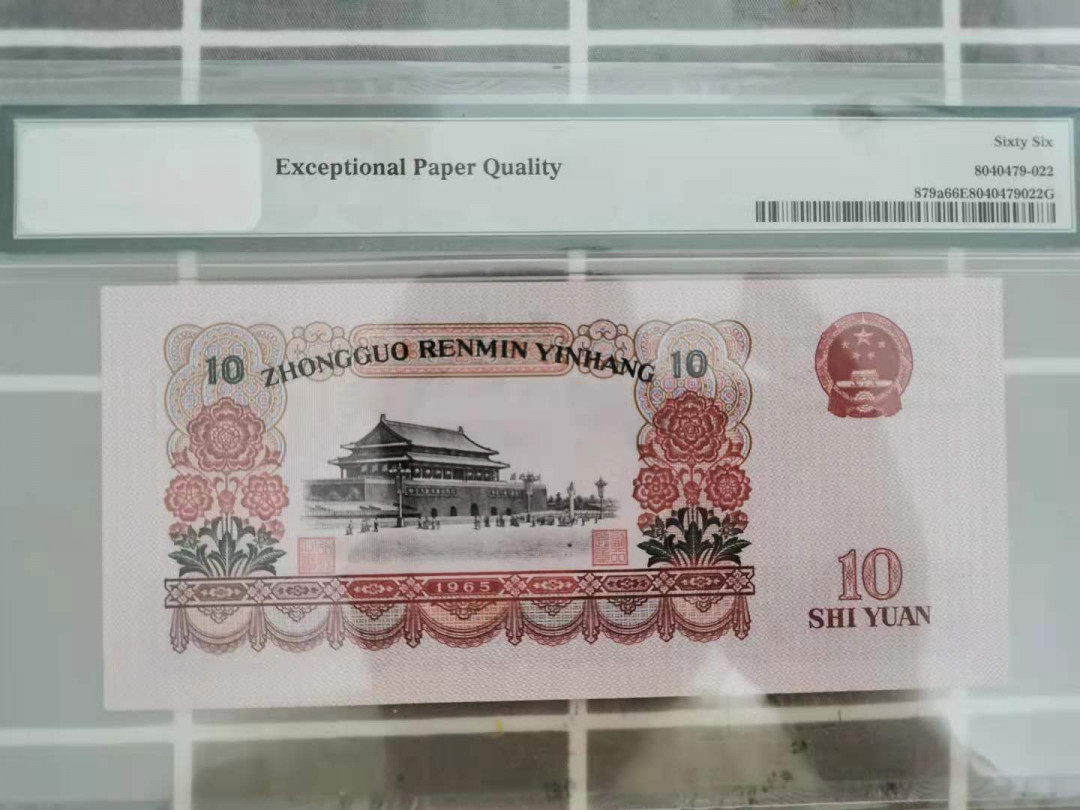 Exceptional Paper Quality
Sixty Six
8040479-022
879a66E8040479022G
10 ZHONGGUO RENMIN YINHANG 10
1965
10
SHI YUAN